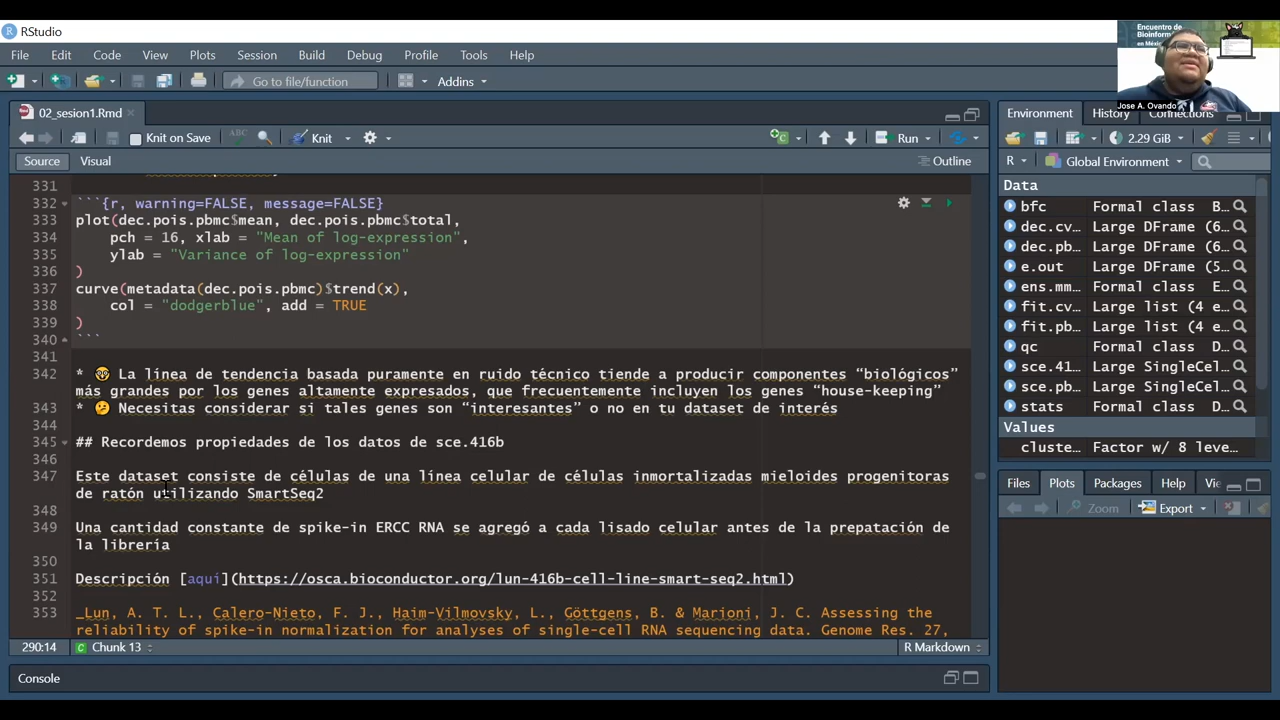 RStudio
Encuentro de
Bioinformá
en Méxi
File Edit Code View Plots Session Build Debug Profile Tools Help
Go to file/function Addins
Jose A. Ovando
02_sesion1.Rmd
Environment History Connections
Knit on Save Knit Run
2.29 GiB
Source Visual Outline
R Global Environment
331
332 ```{r, warning=FALSE, message=FALSE}
333 plot(dec.pois.pbmc$mean, dec.pois.pbmc$total,
334 pch = 16, xlab = "Mean of log-expression",
335 ylab = "Variance of log-expression"
336 )
337 curve(metadata(dec.pois.pbmc)$trend(x),
338 col = "dodgerblue", add = TRUE
339 )
340 ```
341
342 * 🤓 La línea de tendencia basada puramente en ruido técnico tiende a producir componentes “biológicos”
más grandes por los genes altamente expresados, que frecuentemente incluyen los genes “house-keeping”
343 * 🤔 Necesitas considerar si tales genes son “interesantes” o no en tu dataset de interés
344
345 ## Recordemos propiedades de los datos de sce.416b
346
347 Este dataset consiste de células de una línea celular de células inmortalizadas mieloides progenitoras
de ratón utilizando SmartSeq2
348
349 Una cantidad constante de spike-in ERCC RNA se agregó a cada lisado celular antes de la prepatación de
la librería
350
351 Descripción [aquí](https://osca.bioconductor.org/lun-416b-cell-line-smart-seq2.html)
352
353 _Lun, A. T. L., Calero-Nieto, F. J., Haim-Vilmovsky, L., Göttgens, B. & Marioni, J. C. Assessing the
reliability of spike-in normalization for analyses of single-cell RNA sequencing data. Genome Res. 27,
290:14 Chunk 13 R Markdown
Console
Data
bfc Formal class B…
dec.cv… Large DFrame (6…
dec.pb… Large DFrame (6…
e.out Large DFrame (5…
ens.mm… Formal class E…
fit.cv… Large list (4 e…
fit.pb… Large list (4 e…
qc Formal class D…
sce.41… Large SingleCel…
sce.pb… Large SingleCel…
stats Formal class D…
Values
cluste… Factor w/ 8 leve…
Files Plots Packages Help Vi
Zoom Export